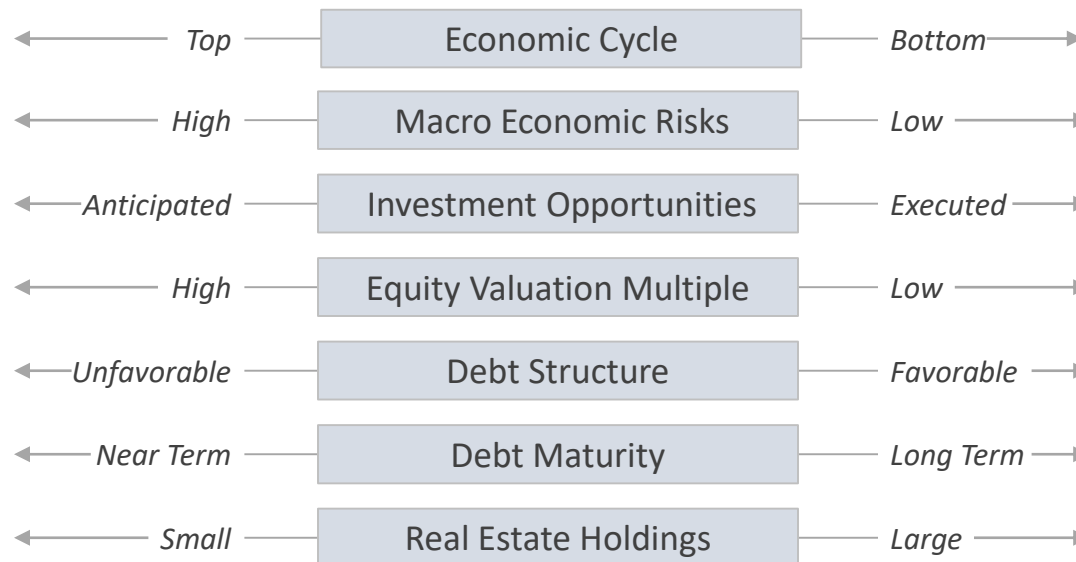 Top Economic Cycle Bottom
High Macro Economic Risks Low
Anticipated Investment Opportunities Executed
High Equity Valuation Multiple Low
Unfavorable Debt Structure Favorable
Near Term Debt Maturity Long Term
Small Real Estate Holdings Large